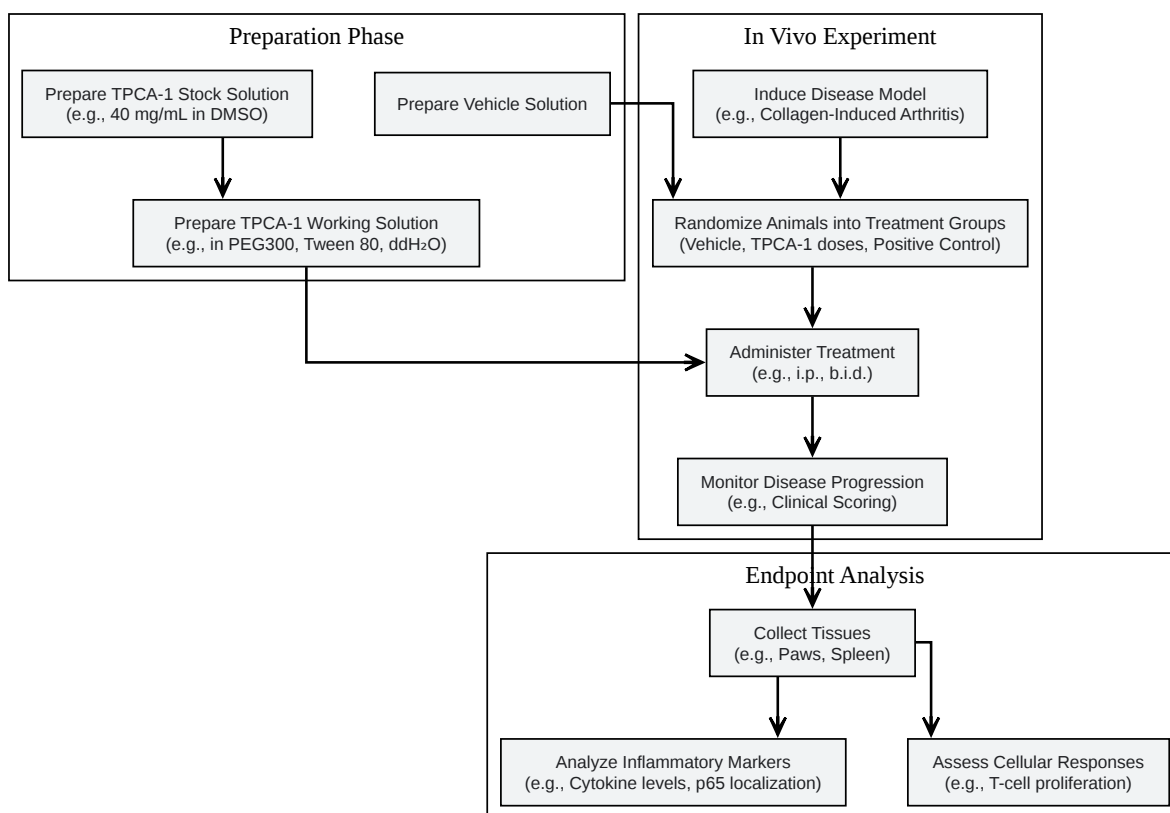 Preparation Phase
Prepare TPCA-1 Stock Solution
(e.g., 40 mg/mL in DMSO)
Prepare Vehicle Solution
Prepare TPCA-1 Working Solution
(e.g., in PEG300, Tween 80, ddH₂O)
In Vivo Experiment
Induce Disease Model
(e.g., Collagen-Induced Arthritis)
Randomize Animals into Treatment Groups
(Vehicle, TPCA-1 doses, Positive Control)
Administer Treatment
(e.g., i.p., b.i.d.)
Monitor Disease Progression
(e.g., Clinical Scoring)
Endpoint Analysis
Collect Tissues
(e.g., Paws, Spleen)
Analyze Inflammatory Markers
(e.g., Cytokine levels, p65 localization)
Assess Cellular Responses
(e.g., T-cell proliferation)